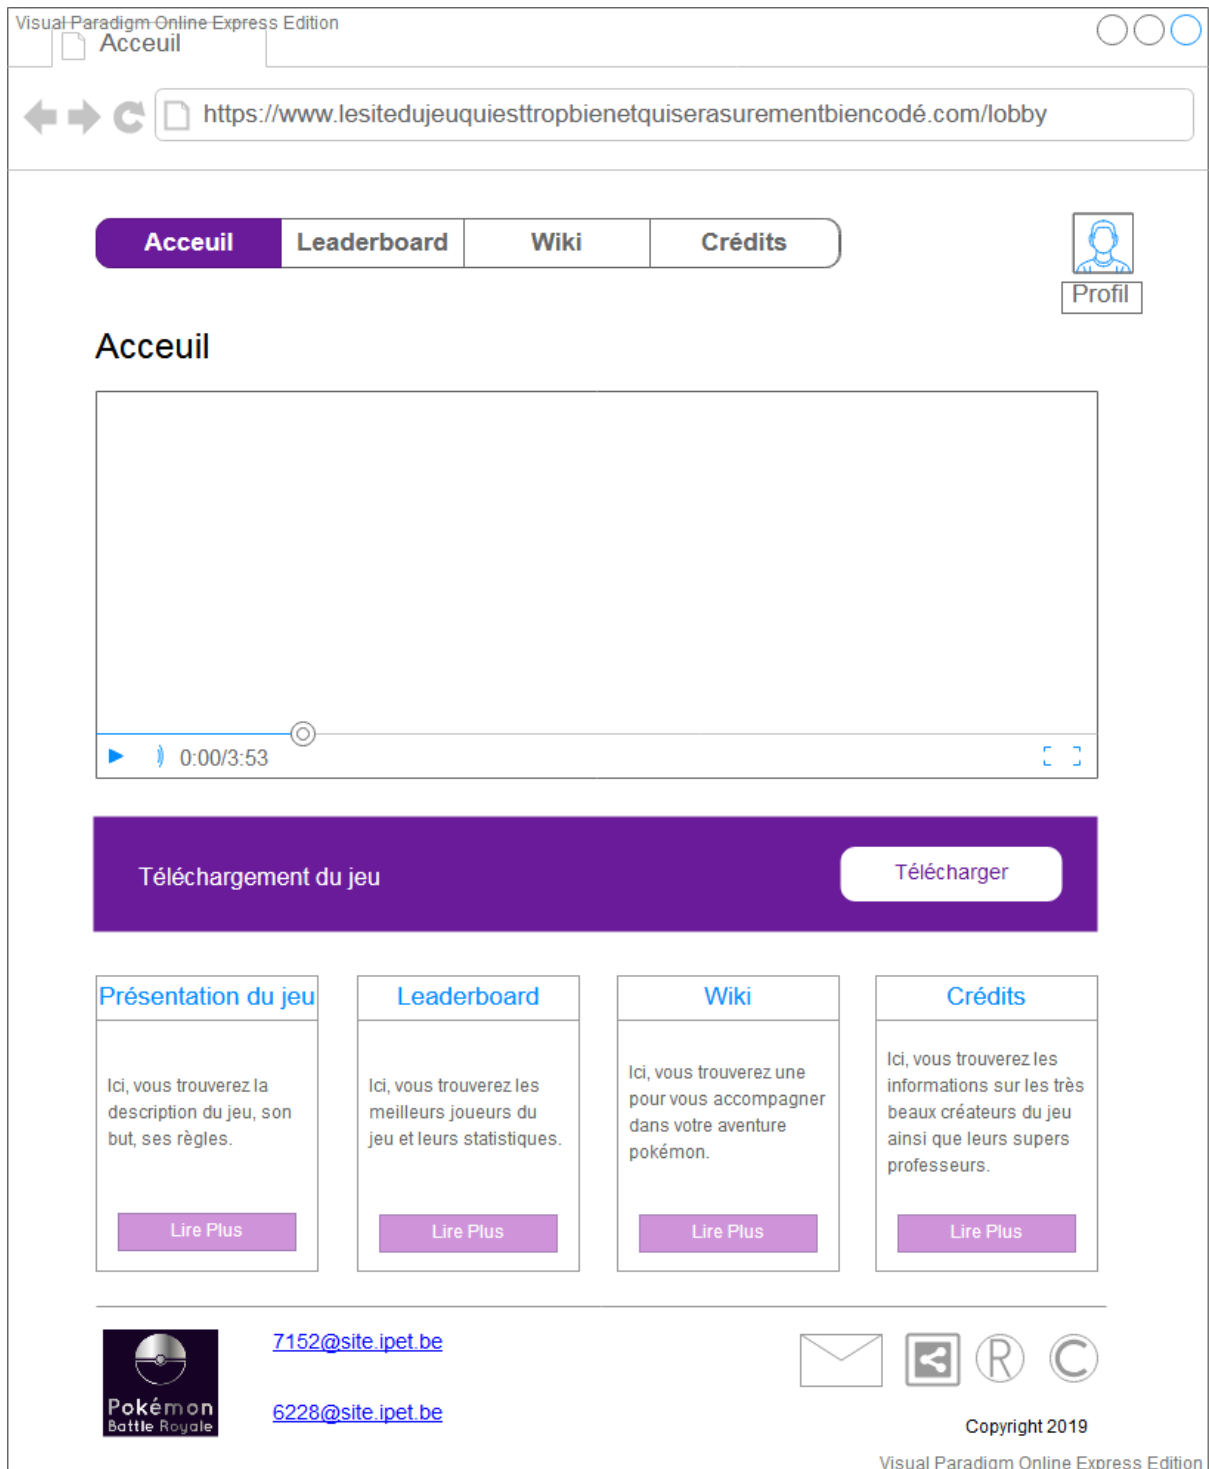 Visual Paradigm Online Express Edition
Acceuil
https://www.lesitedujeuquiesttropbienetquiserasurementbiencodé.com/lobby
Acceuil Leaderboard Wiki Crédits
Profil
Acceuil
0:00/3:53
Téléchargement du jeu
Télécharger
Présentation du jeu
Ici, vous trouverez la
description du jeu, son
but, ses règles.
Lire Plus
Leaderboard
Ici, vous trouverez les
meilleurs joueurs du
jeu et leurs statistiques.
Lire Plus
Wiki
Ici, vous trouverez une
pour vous accompagner
dans votre aventure
pokémon.
Lire Plus
Crédits
Ici, vous trouverez les
informations sur les très
beaux créateurs du jeu
ainsi que leurs supers
professeurs.
Lire Plus
Pokémon
Battle Royale
7152@site.ipet.be
6228@site.ipet.be
R C
Copyright 2019
Visual Paradigm Online Express Edition